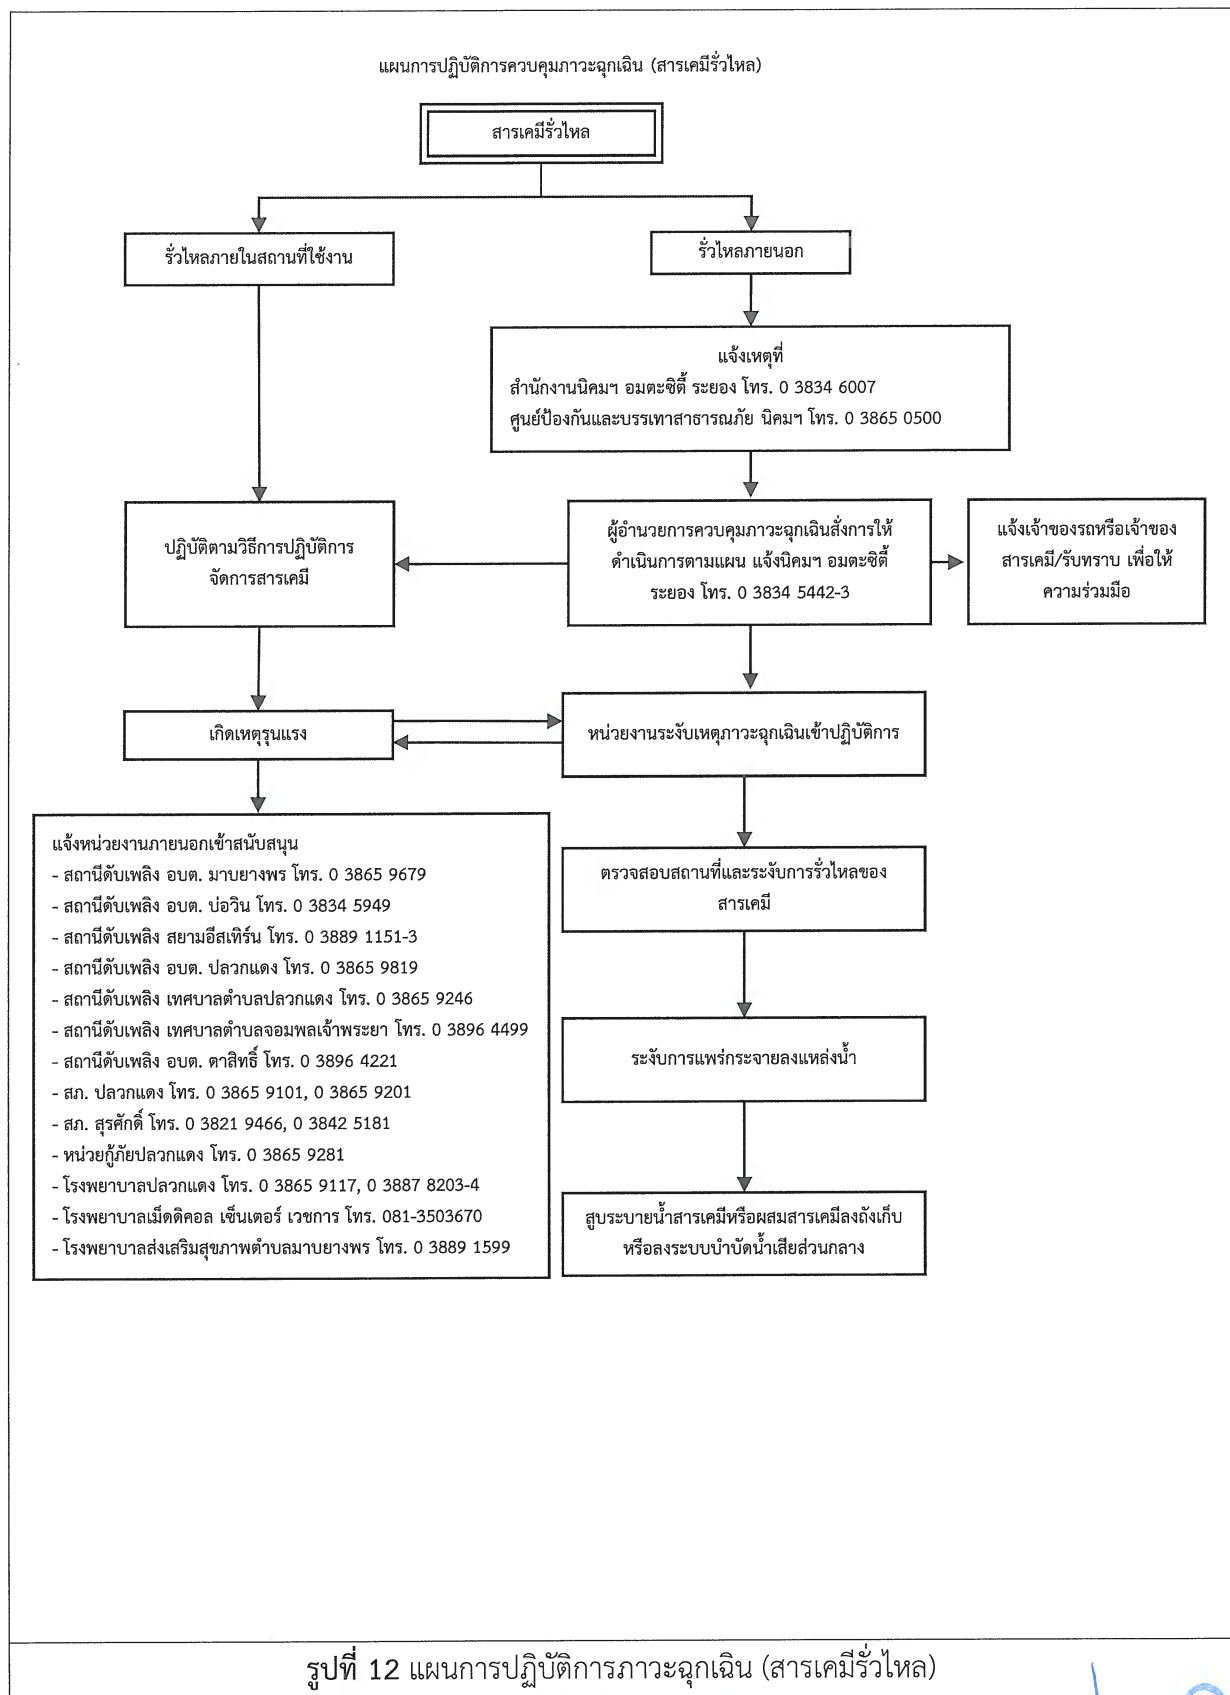 แผนการปฏิบัติการควบคุมภาวะฉุกเฉิน (สารเคมีรั่วไหล)
สารเคมีรั่วไหล
รั่วไหลภายในสถานที่ใช้งาน
รั่วไหลภายนอก
แจ้งเหตุที่
สำนักงานนิคมฯ อมตะซิตี้ ระยอง โทร. 0 3834 6007
ศูนย์ป้องกันและบรรเทาสาธารณภัย นิคมฯ โทร. 0 3865 0500
ปฏิบัติตามวิธีการปฏิบัติการ
จัดการสารเคมี
ผู้อำนวยการควบคุมภาวะฉุกเฉินสั่งการให้
ดำเนินการตามแผน แจ้งนิคมฯ อมตะซิตี้
ระยอง โทร. 0 3834 5442-3
แจ้งเจ้าของรถหรือเจ้าของ
สารเคมี/รับทราบ เพื่อให้
ความร่วมมือ
เกิดเหตุรุนแรง
หน่วยงานระงับเหตุภาวะฉุกเฉินเข้าปฏิบัติการ
แจ้งหน่วยงานภายนอกเข้าสนับสนุน
- สถานีดับเพลิง อบต. มาบยางพร โทร. 0 3865 9679
- สถานีดับเพลิง อบต. บ่อวิน โทร. 0 3834 5949
- สถานีดับเพลิง สยามอีสเทิร์น โทร. 0 3889 1151-3
- สถานีดับเพลิง อบต. ปลวกแดง โทร. 0 3865 9819
- สถานีดับเพลิง เทศบาลตำบลปลวกแดง โทร. 0 3865 9246
- สถานีดับเพลิง เทศบาลตำบลจอมพลเจ้าพระยา โทร. 0 3896 4499
- สถานีดับเพลิง อบต. ตาสิทธิ์ โทร. 0 3896 4221
- สภ. ปลวกแดง โทร. 0 3865 9101, 0 3865 9201
- สภ. สุรศักดิ์ โทร. 0 3821 9466, 0 3842 5181
- หน่วยกู้ภัยปลวกแดง โทร. 0 3865 9281
- โรงพยาบาลปลวกแดง โทร. 0 3865 9117, 0 3887 8203-4
- โรงพยาบาลเม็ดดิคอล เซ็นเตอร์ เวชการ โทร. 081-3503670
- โรงพยาบาลส่งเสริมสุขภาพตำบลมาบยางพร โทร. 0 3889 1599
ตรวจสอบสถานที่และระงับการรั่วไหลของ
สารเคมี
ระงับการแพร่กระจายลงแหล่งน้ำ
สูบระบายน้ำสารเคมีหรือผสมสารเคมีลงถังเก็บ
หรือลงระบบบำบัดน้ำเสียส่วนกลาง
รูปที่ 12 แผนการปฏิบัติการภาวะฉุกเฉิน (สารเคมีรั่วไหล)